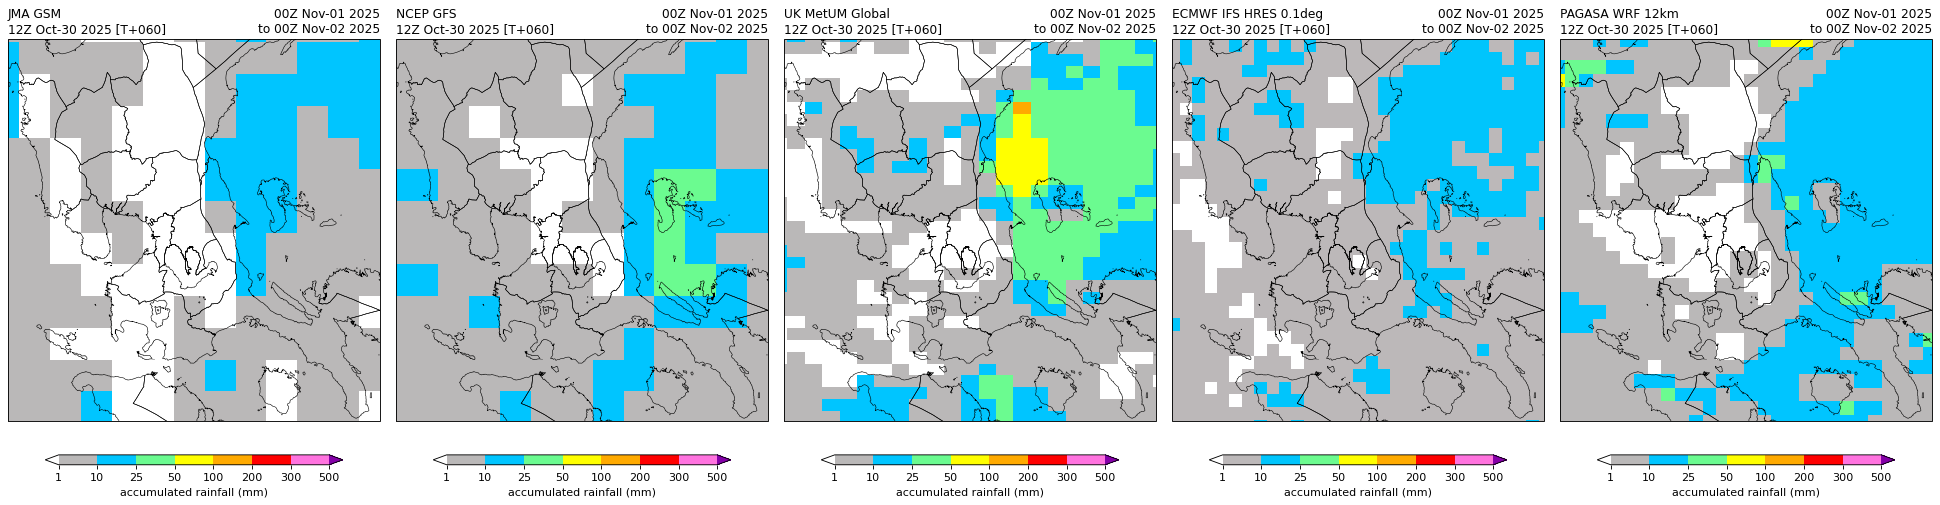 JMA GSM
00Z Nov-01 2025
12Z Oct-30 2025 [T+060]
to 00Z Nov-02 2025
NCEP GFS
00Z Nov-01 2025
12Z Oct-30 2025 [T+060]
to 00Z Nov-02 2025
UK MetUM Global
00Z Nov-01 2025
12Z Oct-30 2025 [T+060]
to 00Z Nov-02 2025
ECMWF IFS HRES 0.1deg
00Z Nov-01 2025
12Z Oct-30 2025 [T+060]
to 00Z Nov-02 2025
PAGASA WRF 12km
00Z Nov-01 2025
12Z Oct-30 2025 [T+060]
to 00Z Nov-02 2025
1 10 25 50 100 200 300 500
accumulated rainfall (mm)
1 10 25 50 100 200 300 500
accumulated rainfall (mm)
1 10 25 50 100 200 300 500
accumulated rainfall (mm)
1 10 25 50 100 200 300 500
accumulated rainfall (mm)
1 10 25 50 100 200 300 500
accumulated rainfall (mm)